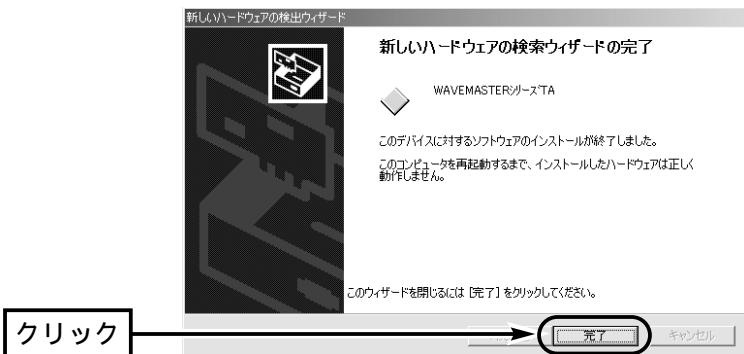 新しいハードウェアの検出ウィザード
新しいハードウェアの検索ウィザードの完了
WAVEMASTERシリーズTA
このデバイスに対するソフトウェアのインストールが終了しました。
このコンピュータを再起動するまで、インストールしたハードウェアは正しく
動作しません。
このウィザードを閉じるには [完了] をクリックしてください。
クリック
完了
キャンセル